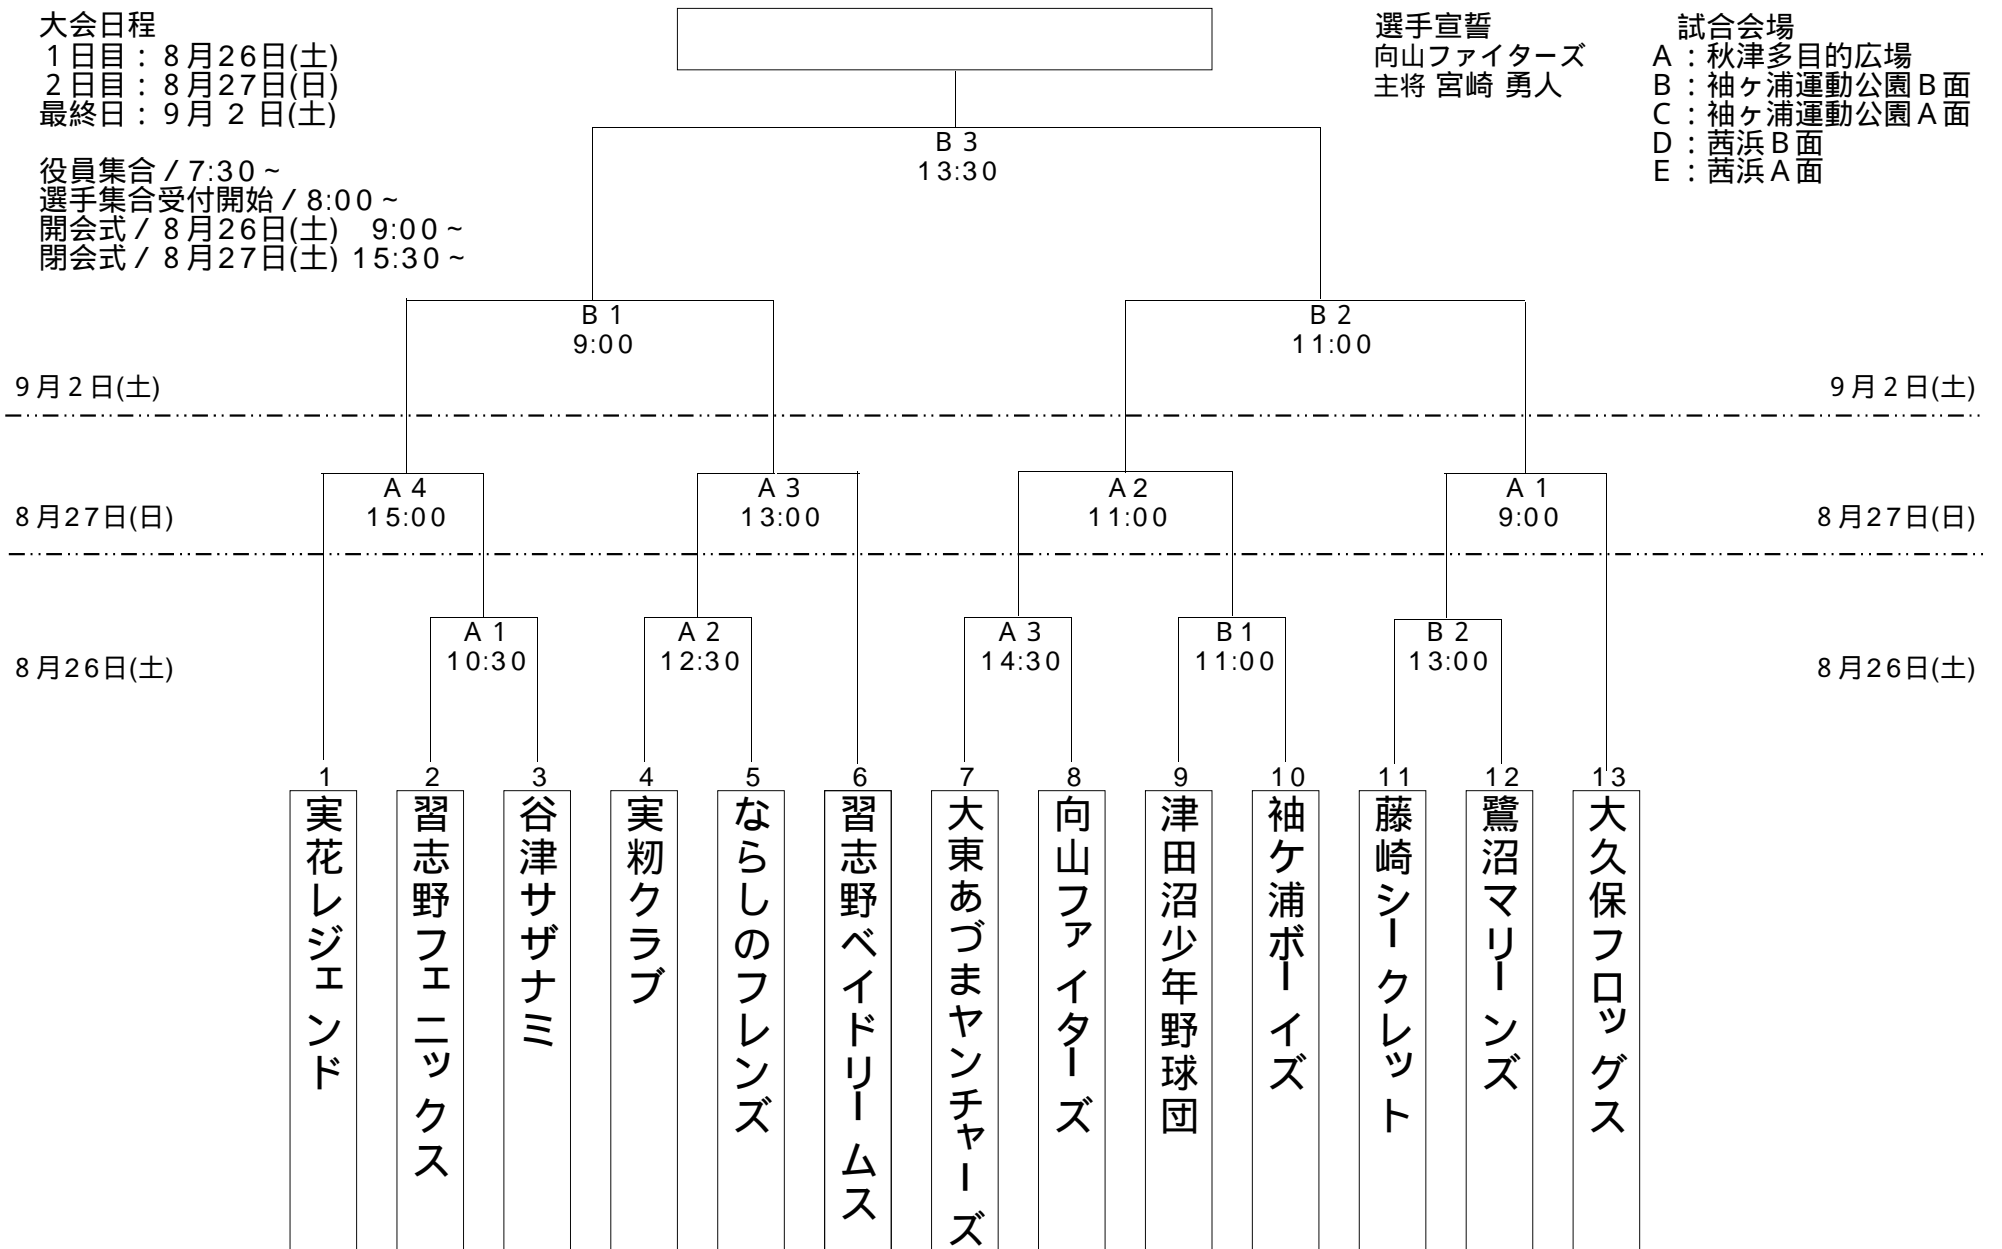 大会日程
1日目：8月26日(土)
2日目：8月27日(日)
最終日：9月2日(土)
役員集合/7:30~
選手集合受付開始/8:00~
開会式/8月26日(土) 9:00~
閉会式/8月27日(土) 15:30~
選手宣誓
向山ファイターズ
主将 宮崎 勇人
試合会場
A：秋津多目的広場
B：袖ヶ浦運動公園B面
C：袖ヶ浦運動公園A面
D：茜浜B面
E：茜浜A面
B3
13:30
B1
9:00
B2
11:00
9月2日(土)
9月2日(土)
A4
15:00
A3
13:00
A2
11:00
A1
9:00
8月27日(日)
8月27日(日)
A1
10:30
A2
12:30
A3
14:30
B1
11:00
B2
13:00
8月26日(土)
8月26日(土)
1
実花レジェンド
2
習志野フェニックス
3
谷津サザナミ
4
実籾クラブ
5
ならしのフレンズ
6
習志野ベイドリームス
7
大東あづまヤンチャーズ
8
向山ファイターズ
9
津田沼少年野球団
10
袖ケ浦ボーイズ
11
藤崎シークレット
12
鷺沼マリーンズ
13
大久保フロッグス